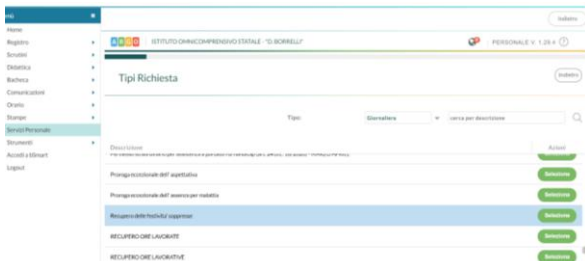 Indietro
Home
Registro
Scrutini
Didattica
Bacheca
Comunicazioni
Orario
Stampe
Servizi Personale
Strumenti
Accedi a bSmart
Logout
ARGO
ISTITUTO OMNICOMPRENSIVO STATALE - "D. BORRELLI"
PERSONALE V. 1.28.4
Tipi Richiesta
Indietro
Tipo:
Giornaliera
cerca per descrizione
Descrizione
Azioni
Proroga eccezionale dell' aspettativa
Seleziona
Proroga eccezionale dell' assenza per malattia
Seleziona
Recupero delle festivita' soppresse
Seleziona
RECUPERO ORE LAVORATE
Seleziona
RECUPERO ORE LAVORATIVE
Seleziona